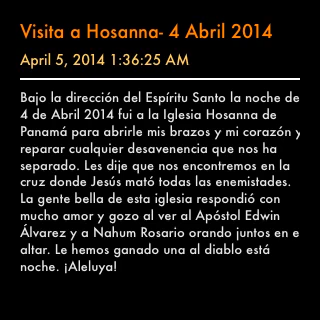 Visita a Hosanna- 4 Abril 2014
April 5, 2014 1:36:25 AM
Bajo la dirección del Espíritu Santo la noche de
4 de Abril 2014 fui a la Iglesia Hosanna de
Panamá para abrirle mis brazos y mi corazón y
reparar cualquier desavenencia que nos ha
separado. Les dije que nos encontremos en la
cruz donde Jesús mató todas las enemistades.
La gente bella de esta iglesia respondió con
mucho amor y gozo al ver al Apóstol Edwin
Álvarez y a Nahum Rosario orando juntos en e
altar. Le hemos ganado una al diablo está
noche. ¡Aleluya!